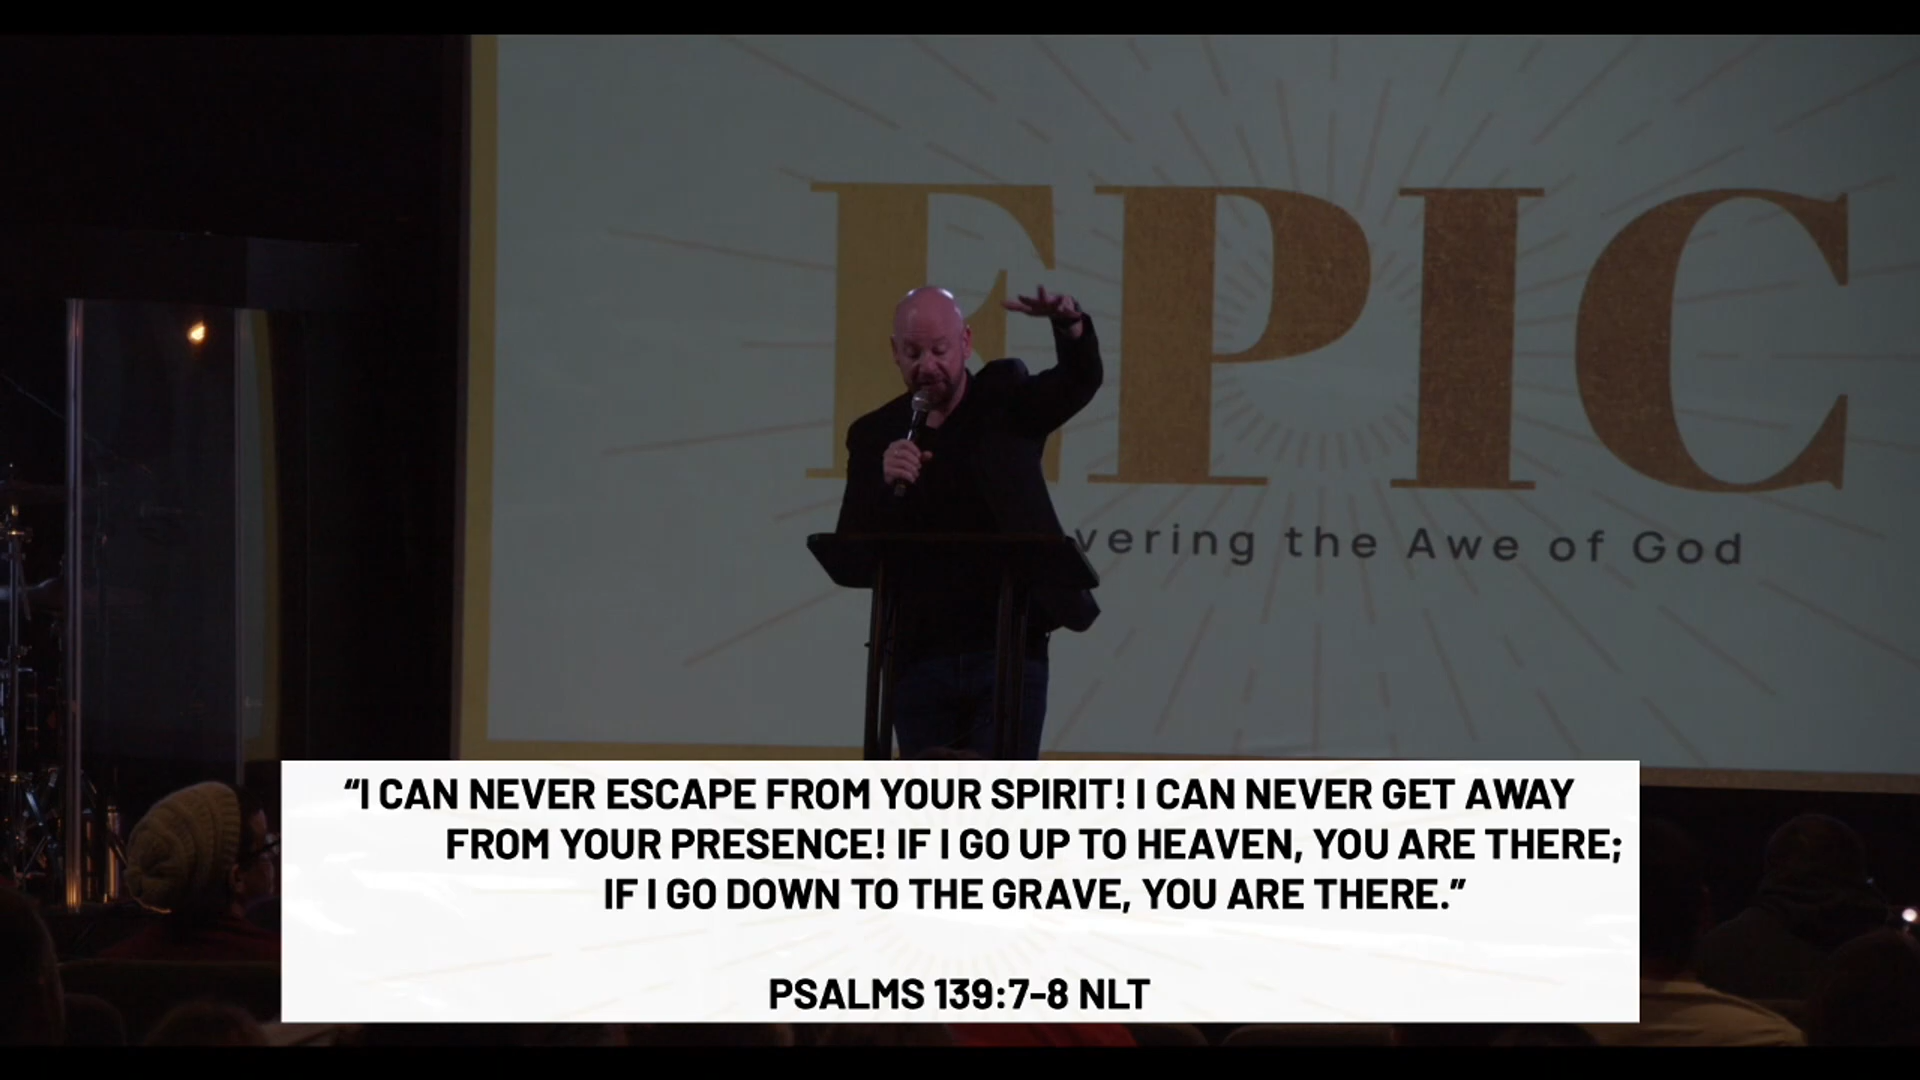 EPIC
vering the Awe of God
“I CAN NEVER ESCAPE FROM YOUR SPIRIT! I CAN NEVER GET AWAY
FROM YOUR PRESENCE! IF I GO UP TO HEAVEN, YOU ARE THERE;
IF I GO DOWN TO THE GRAVE, YOU ARE THERE.”
PSALMS 139:7-8 NLT